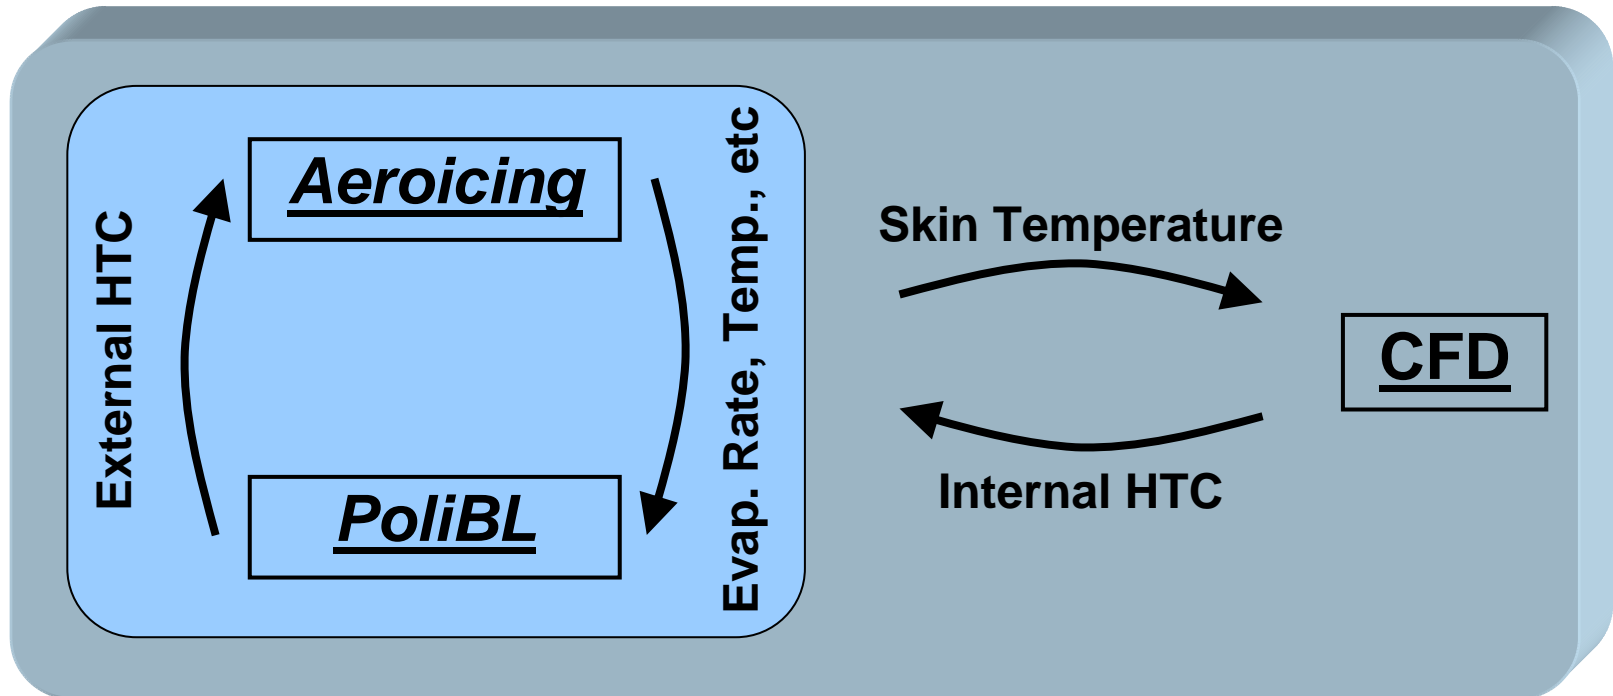 Aeroicing
External HTC
Evap. Rate, Temp., etc
PoliBL
Skin Temperature
CFD
Internal HTC